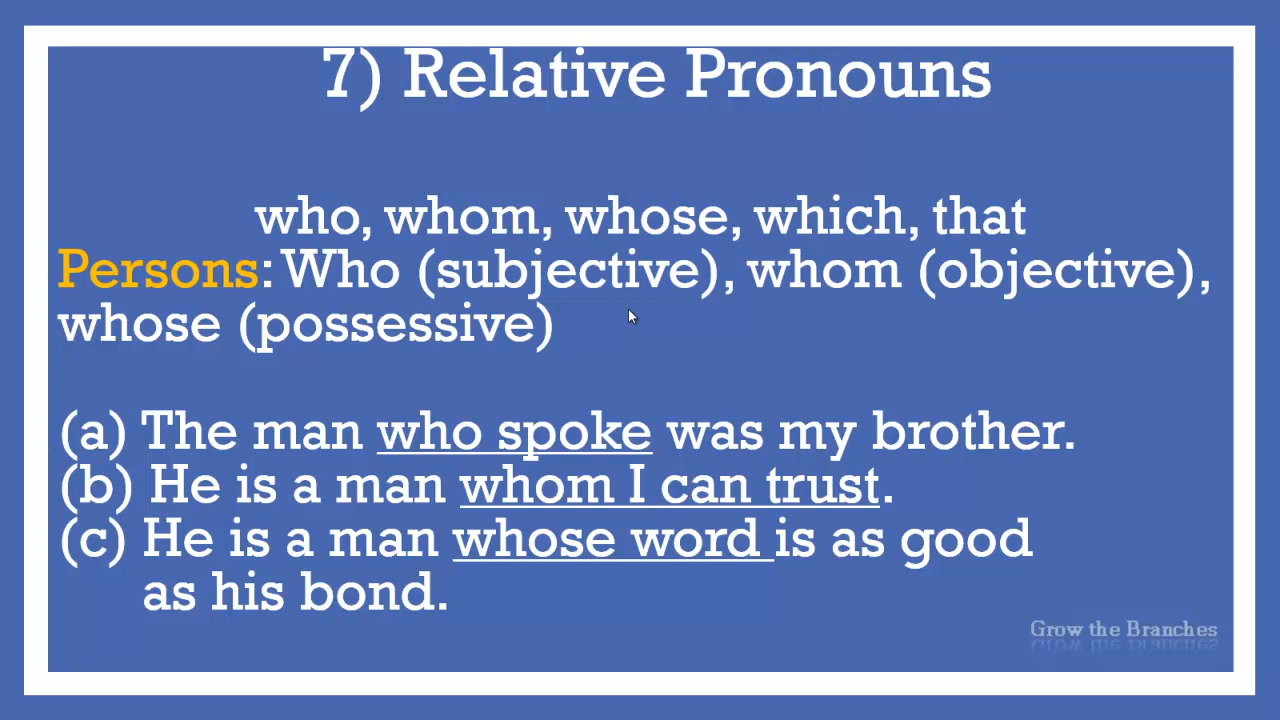 7) Relative Pronouns
who, whom, whose, which, that
Persons: Who (subjective), whom (objective),
whose (possessive)
(a) The man who spoke was my brother.
(b) He is a man whom I can trust.
(c) He is a man whose word is as good
as his bond.
Grow the Branches